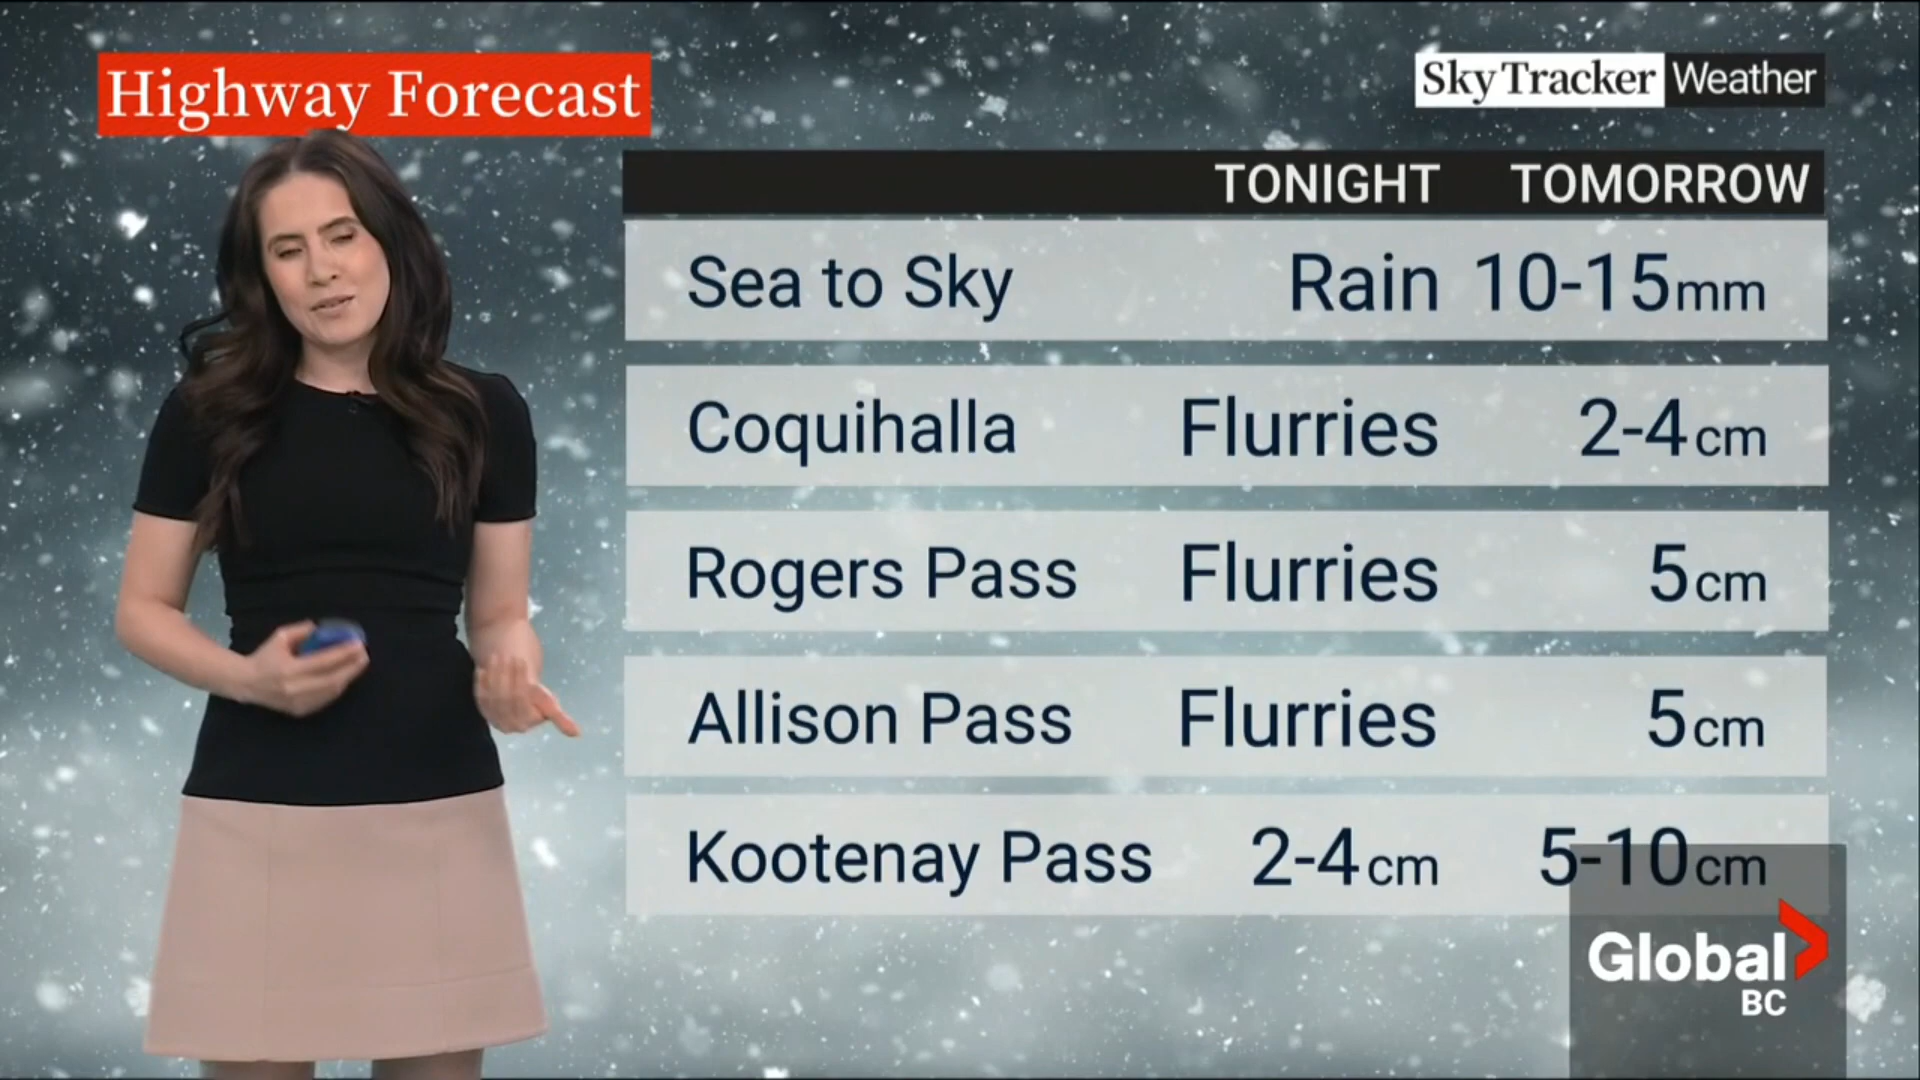 Highway Forecast
SkyTracker Weather
TONIGHT TOMORROW
Sea to Sky Rain 10-15mm
Coquihalla Flurries 2-4cm
Rogers Pass Flurries 5cm
Allison Pass Flurries 5cm
Kootenay Pass 2-4cm 5-10cm
Global
BC